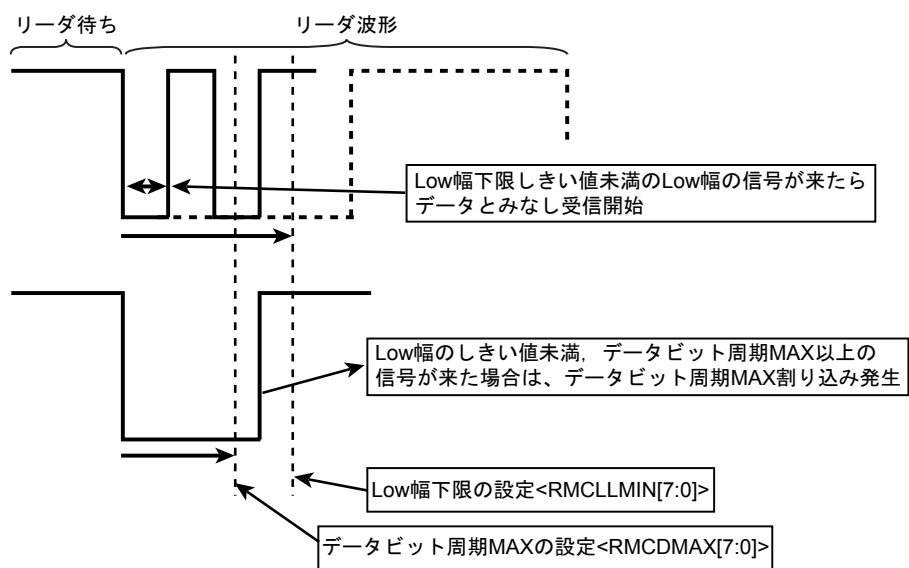 リーダ待ち
リーダ波形
Low幅下限しきい値未満のLow幅の信号が来たら
データとみなし受信開始
Low幅のしきい値未満，データビット周期MAX以上の
信号が来た場合は、データビット周期MAX割り込み発生
Low幅下限の設定<RMCLLMIN[7:0]>
データビット周期MAXの設定<RMCDMAX[7:0]>